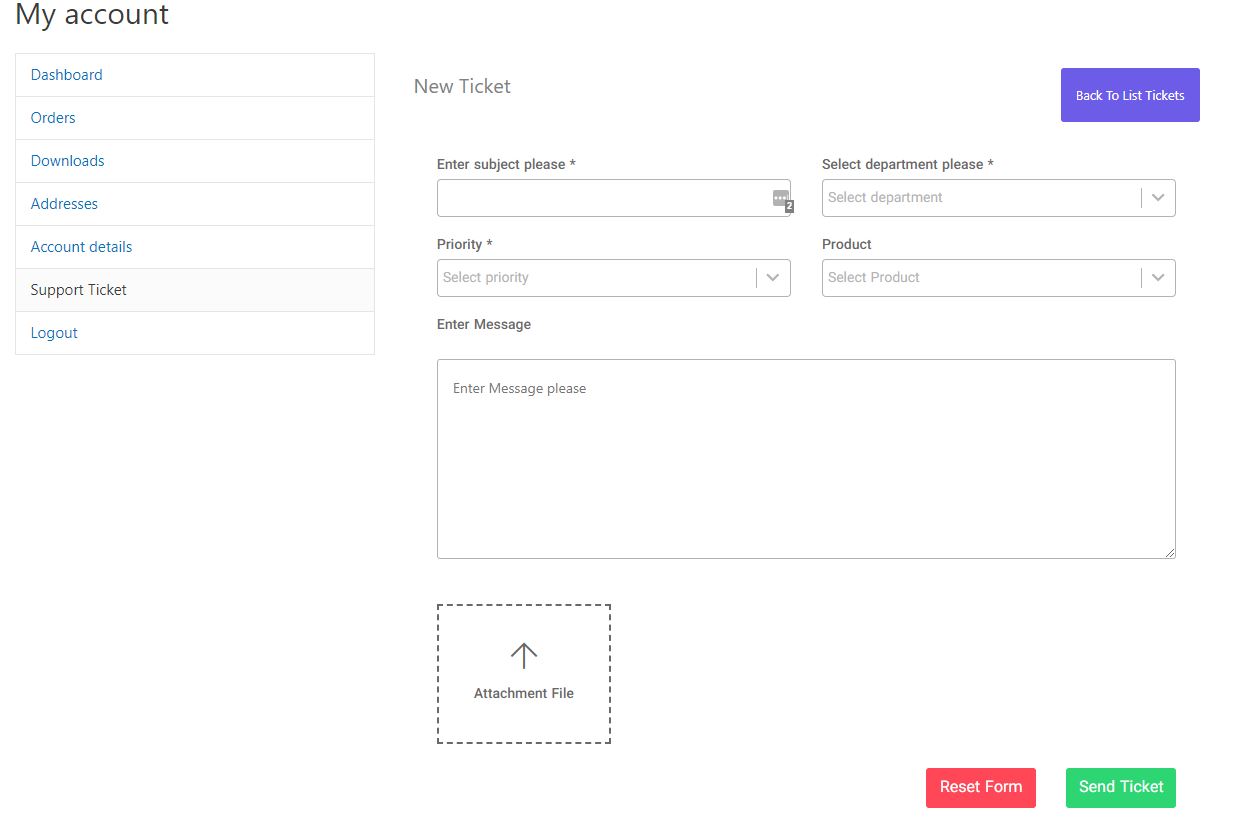 My account
Dashboard
Orders
Downloads
Addresses
Account details
Support Ticket
Logout
New Ticket
Back To List Tickets
Enter subject please *
Select department please *
2
Select department
Priority *
Product
Select priority
Select Product
Enter Message
Enter Message please
Attachment File
Reset Form
Send Ticket